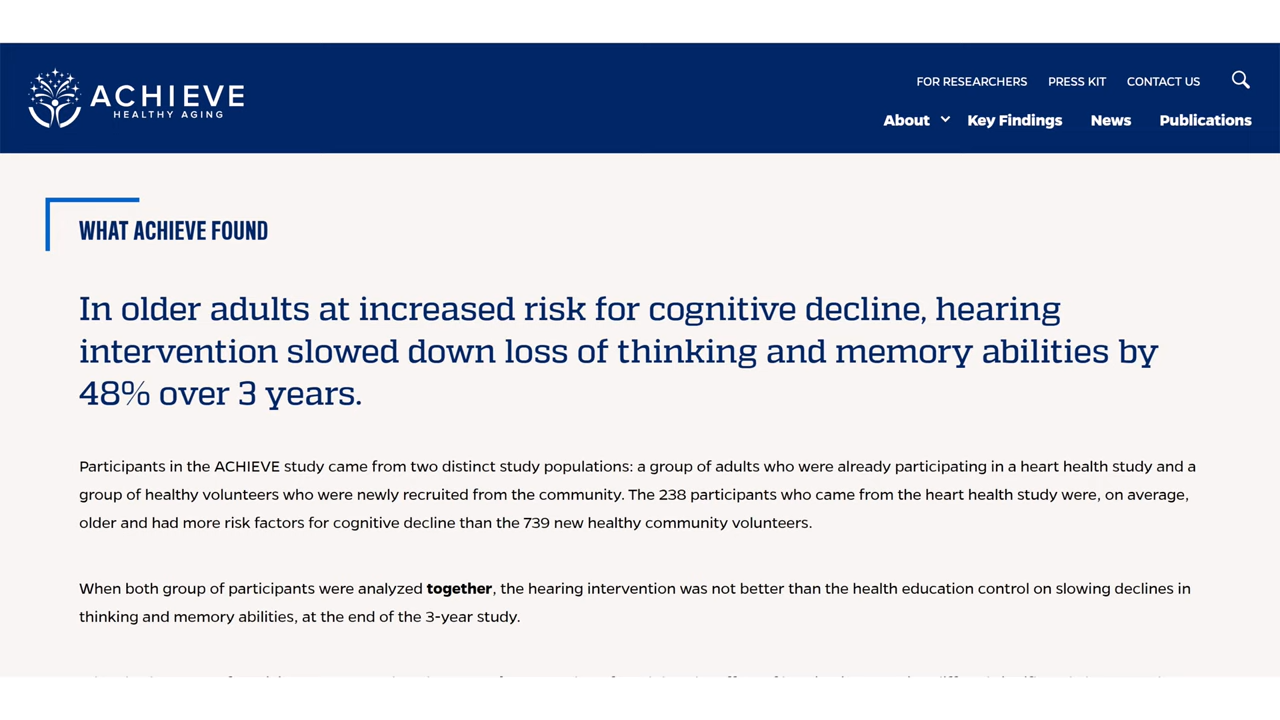 ACHIEVE
HEALTHY AGING
FOR RESEARCHERS PRESS KIT CONTACT US
About Key Findings News Publications
WHAT ACHIEVE FOUND
In older adults at increased risk for cognitive decline, hearing
intervention slowed down loss of thinking and memory abilities by
48% over 3 years.
Participants in the ACHIEVE study came from two distinct study populations: a group of adults who were already participating in a heart health study and a
group of healthy volunteers who were newly recruited from the community. The 238 participants who came from the heart health study were, on average,
older and had more risk factors for cognitive decline than the 739 new healthy community volunteers.
When both group of participants were analyzed together, the hearing intervention was not better than the health education control on slowing declines in
thinking and memory abilities, at the end of the 3-year study.